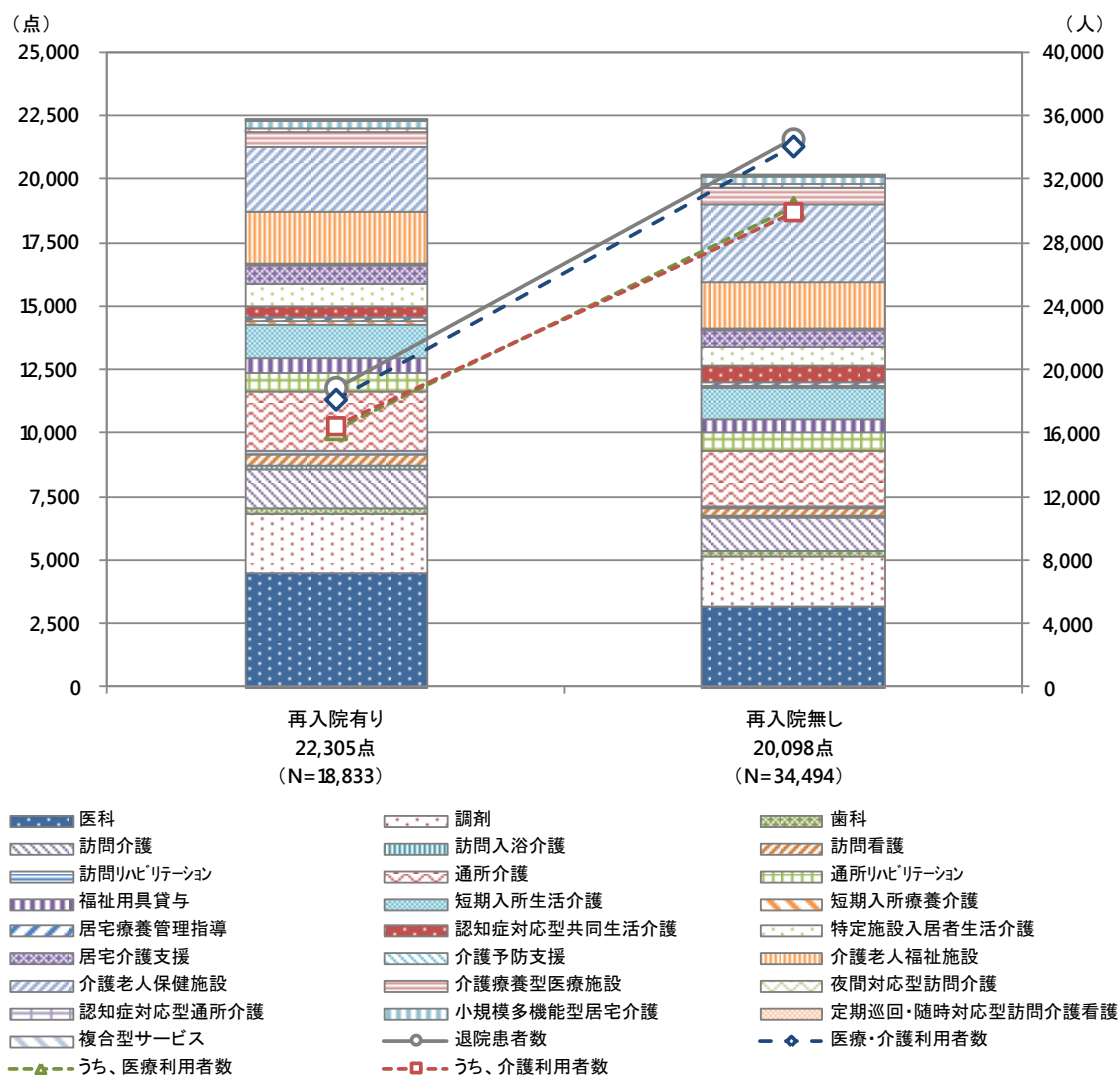 （点）
（人）
25,000
22,500
20,000
17,500
15,000
12,500
10,000
7,500
5,000
2,500
0
40,000
36,000
32,000
28,000
24,000
20,000
16,000
12,000
8,000
4,000
0
再入院有り
22,305点
（N=18,833）
再入院無し
20,098点
（N=34,494）
医科 調剤 歯科
訪問介護 訪問入浴介護 訪問看護
訪問ﾘﾊﾋﾞﾘﾃｰｼｮﾝ 通所介護 通所ﾘﾊﾋﾞﾘﾃｰｼｮﾝ
福祉用具貸与 短期入所生活介護 短期入所療養介護
居宅療養管理指導 認知症対応型共同生活介護 特定施設入居者生活介護
居宅介護支援 介護予防支援 介護老人福祉施設
介護老人保健施設 介護療養型医療施設 夜間対応型訪問介護
認知症対応型通所介護 小規模多機能型居宅介護 定期巡回・随時対応型訪問介護看護
複合型サービス 退院患者数 医療・介護利用者数
うち、医療利用者数 うち、介護利用者数